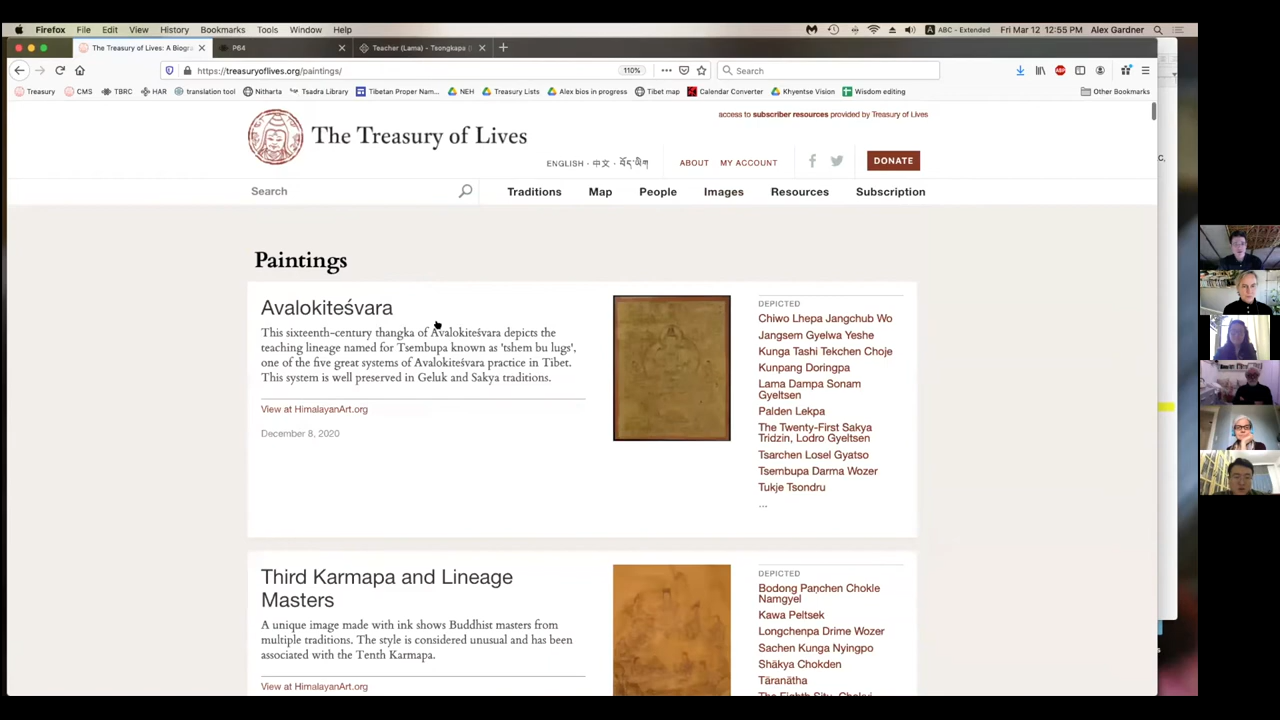 Firefox File Edit View History Bookmarks Tools Window Help
ABC - Extended Fri Mar 12 12:55 PM Alex Gardner
The Treasury of Lives: A Biogra
P64
Teacher (Lama) - Tsongkapa (
https://treasuryoflives.org/paintings/
110%
Search
Treasury CMS TBRC HAR translation tool Nitharta Tsadra Library Tibetan Proper Nam... NEH Treasury Lists Alex bios in progress Tibet map Calendar Converter Khyentse Vision Wisdom editing Other Bookmarks
access to subscriber resources provided by Treasury of Lives
The Treasury of Lives
ENGLISH · 中文 · བོད་ཡིག
ABOUT MY ACCOUNT
DONATE
Search
Traditions Map People Images Resources Subscription
Paintings
Avalokiteśvara
This sixteenth-century thangka of Avalokiteśvara depicts the
teaching lineage named for Tsembupa known as 'tshem bu lugs',
one of the five great systems of Avalokiteśvara practice in Tibet.
This system is well preserved in Geluk and Sakya traditions.
View at HimalayanArt.org
December 8, 2020
DEPICTED
Chiwo Lhepa Jangchub Wo
Jangsem Gyelwa Yeshe
Kunga Tashi Tekchen Choje
Kunpang Doringpa
Lama Dampa Sonam
Gyeltsen
Palden Lekpa
The Twenty-First Sakya
Tridzin, Lodro Gyeltsen
Tsarchen Losel Gyatso
Tsembupa Darma Wozer
Tukje Tsondru
...
Third Karmapa and Lineage
Masters
A unique image made with ink shows Buddhist masters from
multiple traditions. The style is considered unusual and has been
associated with the Tenth Karmapa.
View at HimalayanArt.org
DEPICTED
Bodong Paṇchen Chokle
Namgyel
Kawa Peltsek
Longchenpa Drime Wozer
Sachen Kunga Nyingpo
Shākya Chokden
Tāranātha
The Eighth Situ, Chokyi